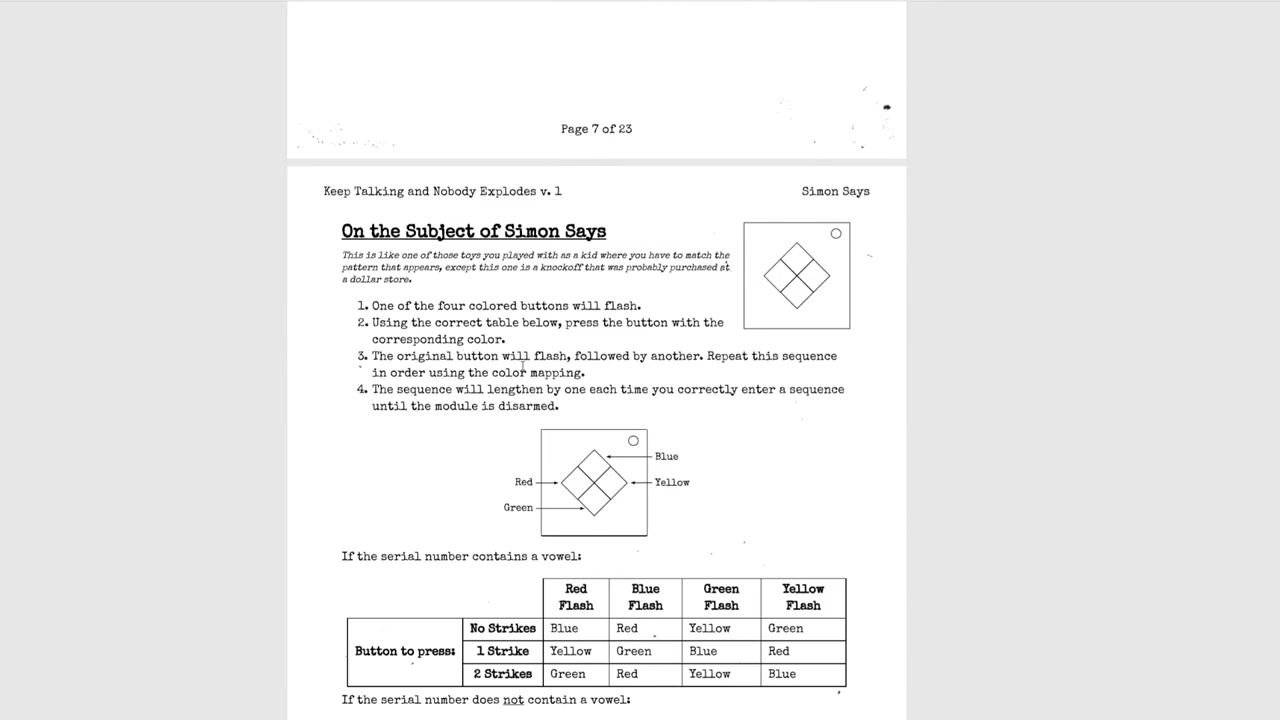 Page 7 of 23
Keep Talking and Nobody Explodes v. 1 Simon Says
On the Subject of Simon Says
This is like one of those toys you played with as a kid where you have to match the
pattern that appears, except this one is a knockoff that was probably purchased at
a dollar store.
1. One of the four colored buttons will flash.
2. Using the correct table below, press the button with the
corresponding color.
3. The original button will flash, followed by another. Repeat this sequence
in order using the color mapping.
4. The sequence will lengthen by one each time you correctly enter a sequence
until the module is disarmed.
Blue
Red Yellow
Green
If the serial number contains a vowel:
Red Flash Blue Flash Green Flash Yellow Flash
Button to press:
No Strikes Blue Red Yellow Green
1 Strike Yellow Green Blue Red
2 Strikes Green Red Yellow Blue
If the serial number does not contain a vowel: